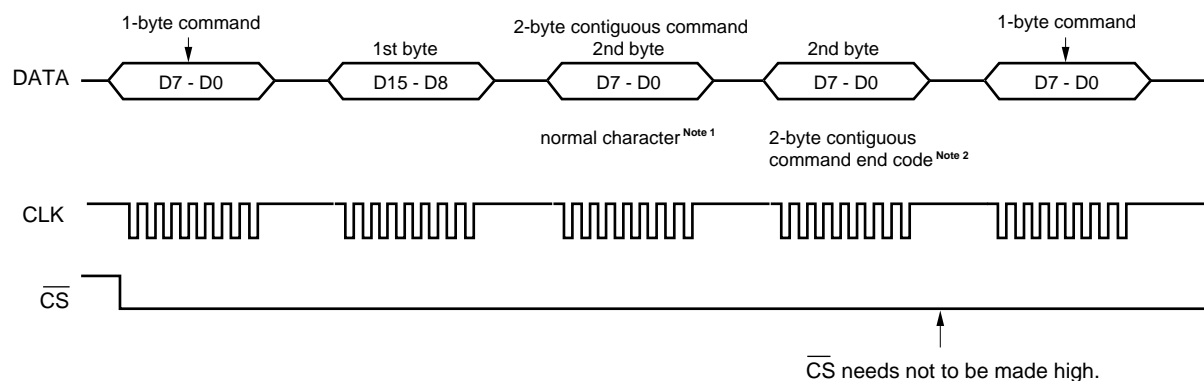 2-byte contiguous command
1-byte command
1st byte
2nd byte
2nd byte
1-byte command
DATA
D7 - D0
D15 - D8
D7 - D0
D7 - D0
D7 - D0
normal character Note 1
2-byte contiguous
command end code Note 2
CLK
CS
CS needs not to be made high.